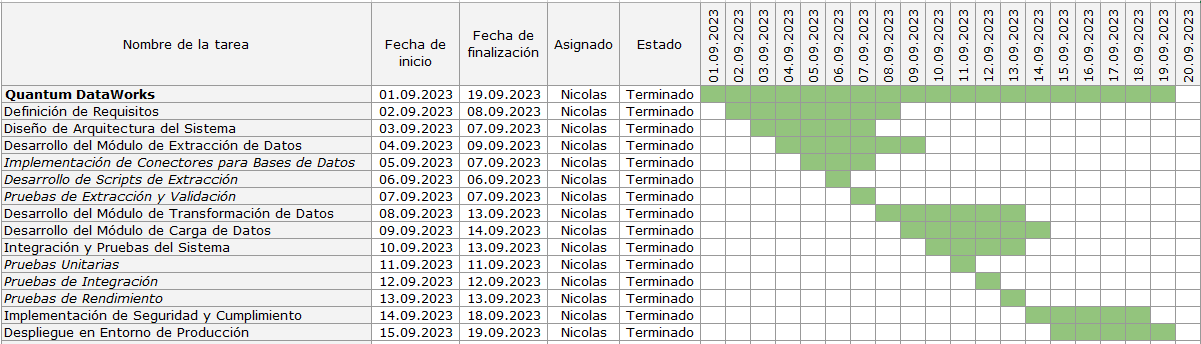 Nombre de la tarea Fecha de inicio Fecha de finalización Asignado Estado 01.09.2023 02.09.2023 03.09.2023 04.09.2023 05.09.2023 06.09.2023 07.09.2023 08.09.2023 09.09.2023 10.09.2023 11.09.2023 12.09.2023 13.09.2023 14.09.2023 15.09.2023 16.09.2023 17.09.2023 18.09.2023 19.09.2023 20.09.2023
Quantum DataWorks 01.09.2023 19.09.2023 Nicolas Terminado
Definición de Requisitos 02.09.2023 08.09.2023 Nicolas Terminado
Diseño de Arquitectura del Sistema 03.09.2023 07.09.2023 Nicolas Terminado
Desarrollo del Módulo de Extracción de Datos 04.09.2023 09.09.2023 Nicolas Terminado
Implementación de Conectores para Bases de Datos 05.09.2023 07.09.2023 Nicolas Terminado
Desarrollo de Scripts de Extracción 06.09.2023 06.09.2023 Nicolas Terminado
Pruebas de Extracción y Validación 07.09.2023 07.09.2023 Nicolas Terminado
Desarrollo del Módulo de Transformación de Datos 08.09.2023 13.09.2023 Nicolas Terminado
Desarrollo del Módulo de Carga de Datos 09.09.2023 14.09.2023 Nicolas Terminado
Integración y Pruebas del Sistema 10.09.2023 13.09.2023 Nicolas Terminado
Pruebas Unitarias 11.09.2023 11.09.2023 Nicolas Terminado
Pruebas de Integración 12.09.2023 12.09.2023 Nicolas Terminado
Pruebas de Rendimiento 13.09.2023 13.09.2023 Nicolas Terminado
Implementación de Seguridad y Cumplimiento 14.09.2023 18.09.2023 Nicolas Terminado
Despliegue en Entorno de Producción 15.09.2023 19.09.2023 Nicolas Terminado